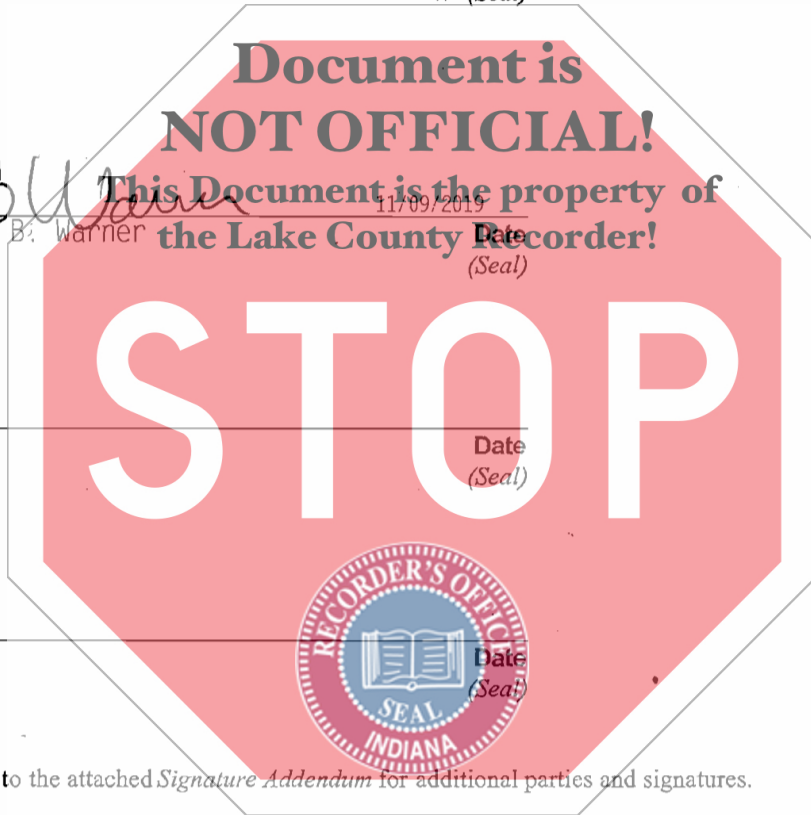 (Seal)
Document is
NOT OFFICIAL!
This Document is the property of
11/09/2019
B. Warner
the Lake County Recorder!
Date
(Seal)
STOP
Date
(Seal)
RECORDER'S OFFICE
Date
(Seal)
SEAL
INDIANA
to the attached Signature Addendum for additional parties and signatures.